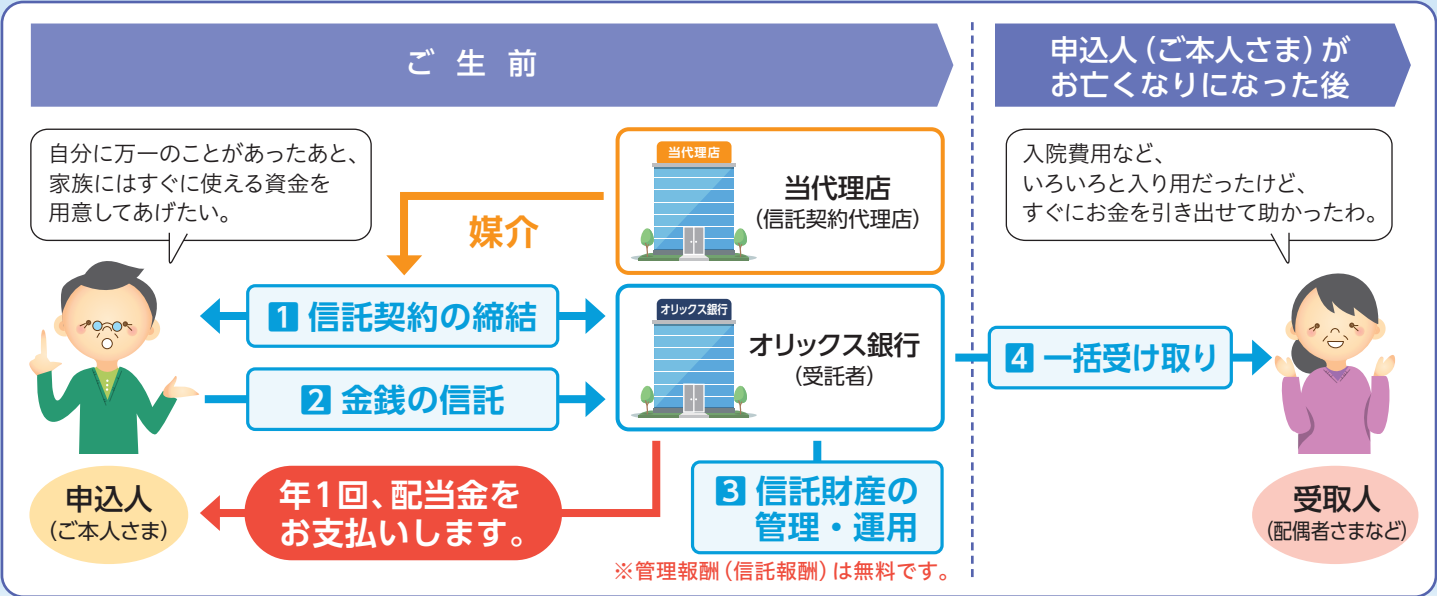 ご生前
申込人（ご本人さま）が
お亡くなりになった後
自分に万一のことがあったあと、
家族にはすぐに使える資金を
用意してあげたい。
媒介
当代理店
当代理店
（信託契約代理店）
入院費用など、
いろいろと入り用だったけど、
すぐにお金を引き出せて助かったわ。
1 信託契約の締結
オリックス銀行
オリックス銀行
（受託者）
2 金銭の信託
4 一括受け取り
申込人
（ご本人さま）
年1回、配当金を
お支払いします。
3 信託財産の
管理・運用
※管理報酬（信託報酬）は無料です。
受取人
（配偶者さまなど）